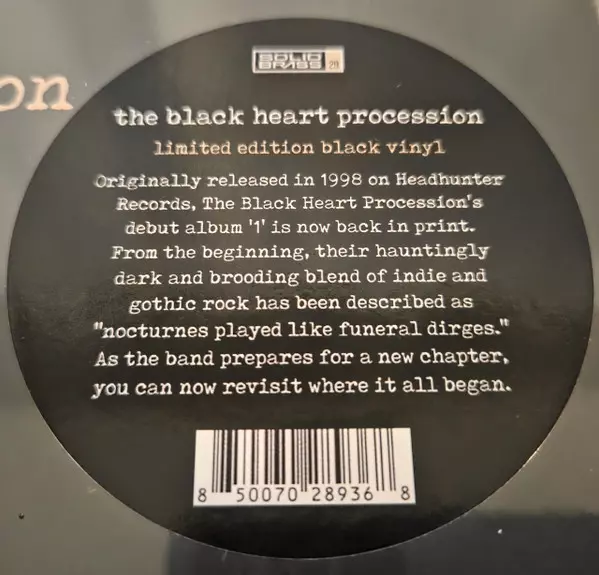 on
SOLID
BRASS
the black heart procession
limited edition black vinyl
Originally released in 1998 on Headhunter
Records, The Black Heart Procession's
debut album '1' is now back in print.
From the beginning, their hauntingly
dark and brooding blend of indie and
gothic rock has been described as
"nocturnes played like funeral dirges."
As the band prepares for a new chapter,
you can now revisit where it all began.
8 50070 28936 8